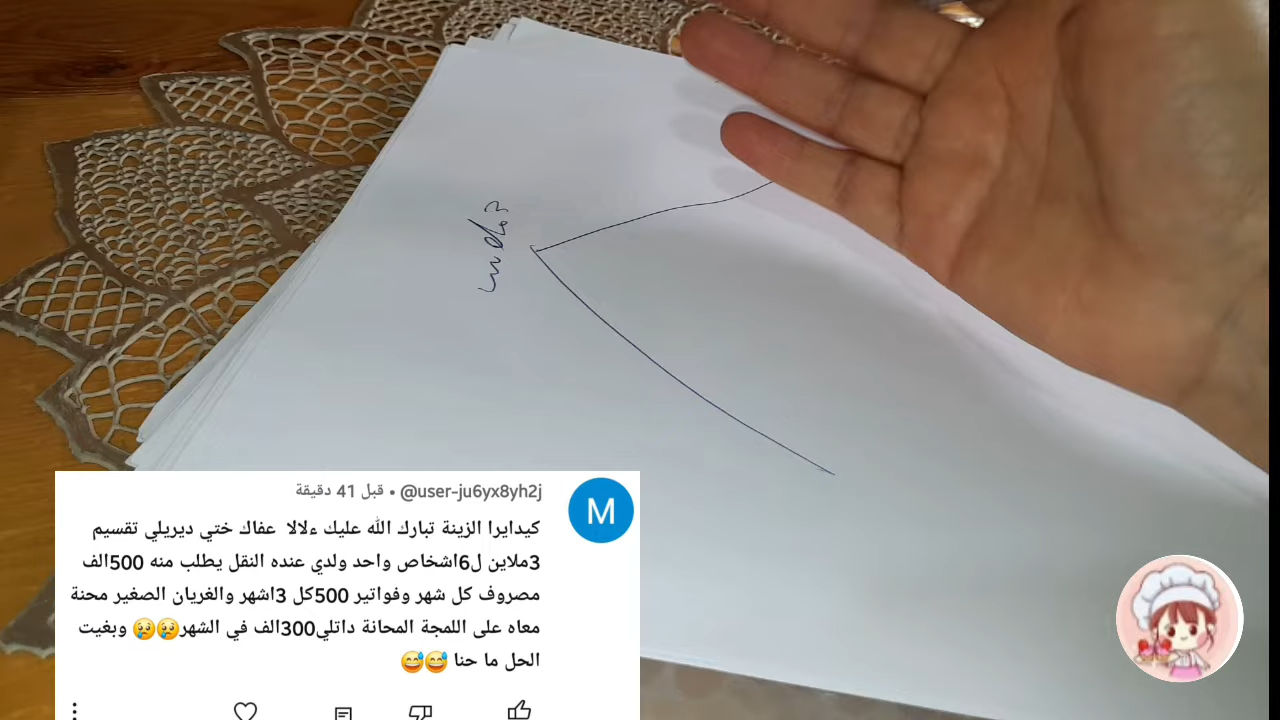 @user-ju6yx8yh2j • قبل 41 دقيقة
M
كيدايرا الزينة تبارك الله عليك ءلالا عفاك ختي ديريلي تقسيم
3ملاين ل6اشخاص واحد ولدي عنده النقل يطلب منه 500الف
مصروف كل شهر وفواتير 500كل 3اشهر والغريان الصغير محنة
معاه على اللمجة المحانة داتلي300الف في الشهر😢😢 وبغيت
الحل ما حنا 😅😅